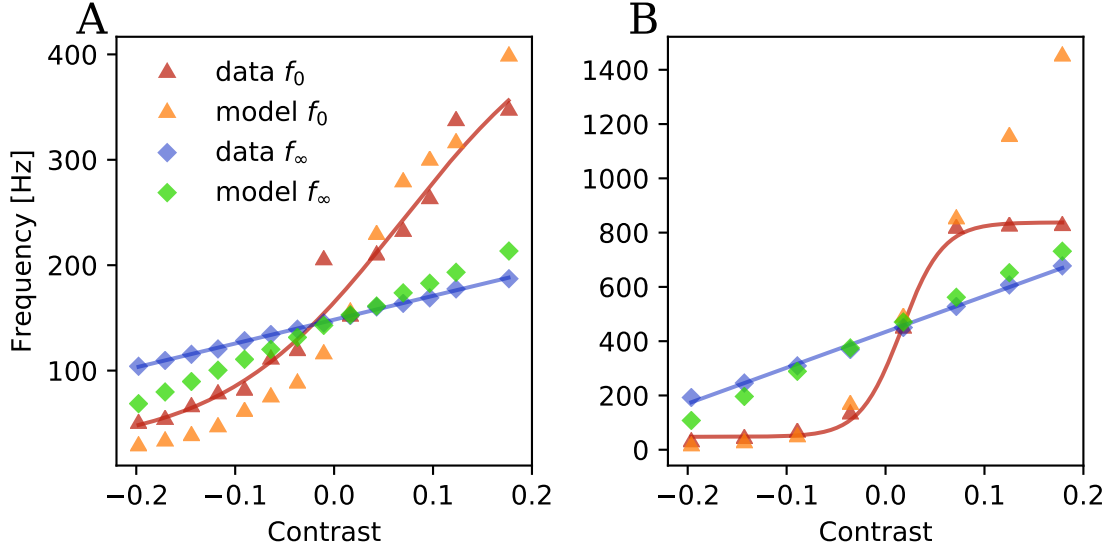 A
B
400
300
200
100
Frequency [Hz]
data f₀
model f₀
data f∞
model f∞
−0.2
−0.1
0.0
0.1
0.2
Contrast
1400
1200
1000
800
600
400
200
0
−0.2
−0.1
0.0
0.1
0.2
Contrast